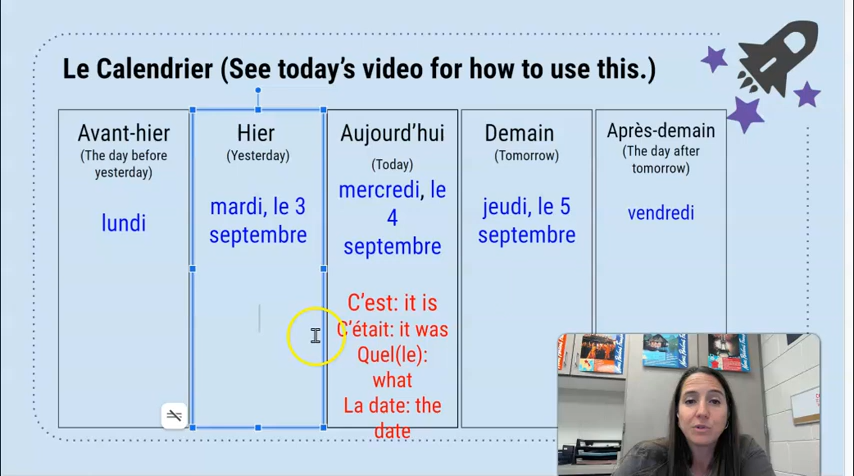 Le Calendrier (See today's video for how to use this.)
Avant-hier
(The day before
yesterday)
lundi
Hier
(Yesterday)
mardi, le 3
septembre
Aujourd'hui
(Today)
mercredi, le
4
septembre
C'est: it is
C'était: it was
Quel(le):
what
La date: the
date
Demain
(Tomorrow)
jeudi, le 5
septembre
Après-demain
(The day after
tomorrow)
vendredi